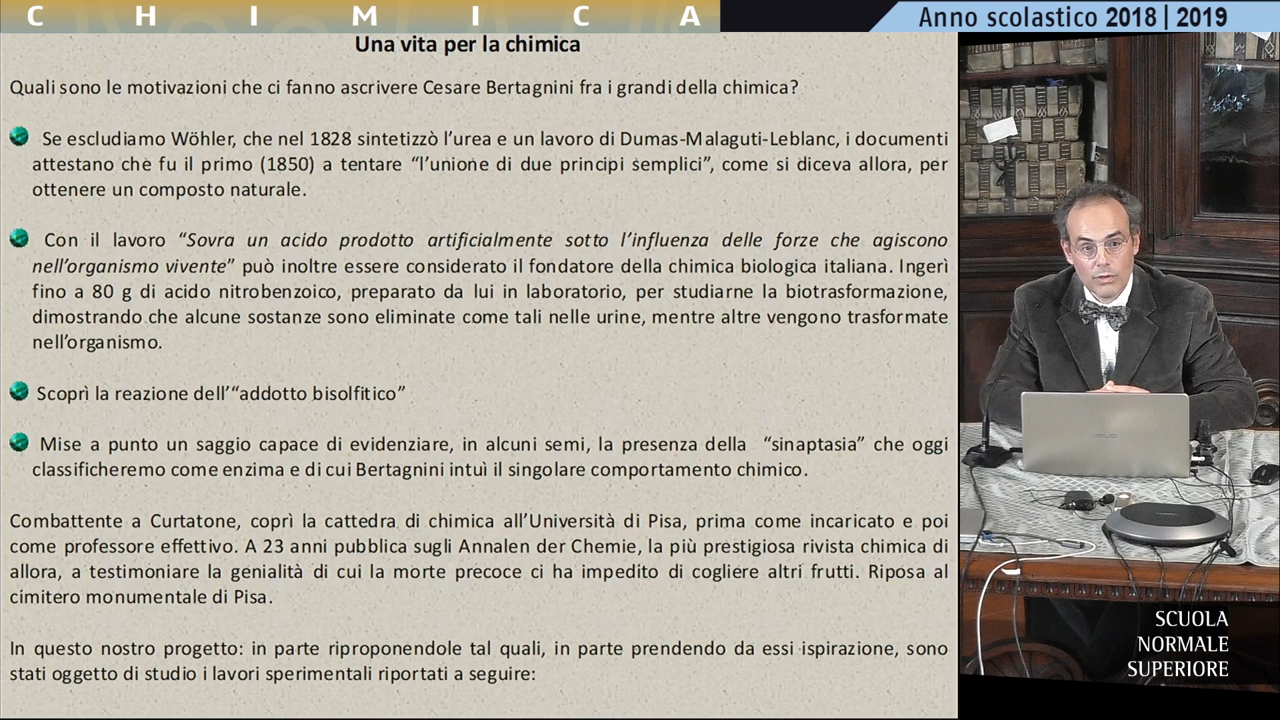 C H I M I C A
Anno scolastico 2018|2019
Una vita per la chimica
Quali sono le motivazioni che ci fanno ascrivere Cesare Bertagnini fra i grandi della chimica?
Se escludiamo Wöhler, che nel 1828 sintetizzò l'urea e un lavoro di Dumas-Malaguti-Leblanc, i documenti
attestano che fu il primo (1850) a tentare "l'unione di due principi semplici", come si diceva allora, per
ottenere un composto naturale.
Con il lavoro "Sovra un acido prodotto artificialmente sotto l'influenza delle forze che agiscono
nell'organismo vivente" può inoltre essere considerato il fondatore della chimica biologica italiana. Ingerì
fino a 80 g di acido nitrobenzoico, preparato da lui in laboratorio, per studiarne la biotrasformazione,
dimostrando che alcune sostanze sono eliminate come tali nelle urine, mentre altre vengono trasformate
nell'organismo.
Scoprì la reazione dell'"addotto bisolfitico"
Mise a punto un saggio capace di evidenziare, in alcuni semi, la presenza della "sinaptasia" che oggi
classificheremo come enzima e di cui Bertagnini intuì il singolare comportamento chimico.
Combattente a Curtatone, coprì la cattedra di chimica all'Università di Pisa, prima come incaricato e poi
come professore effettivo. A 23 anni pubblica sugli Annalen der Chemie, la più prestigiosa rivista chimica di
allora, a testimoniare la genialità di cui la morte precoce ci ha impedito di cogliere altri frutti. Riposa al
cimitero monumentale di Pisa.
In questo nostro progetto: in parte riproponendole tal quali, in parte prendendo da essi ispirazione, sono
stati oggetto di studio i lavori sperimentali riportati a seguire:
SCUOLA
NORMALE
SUPERIORE